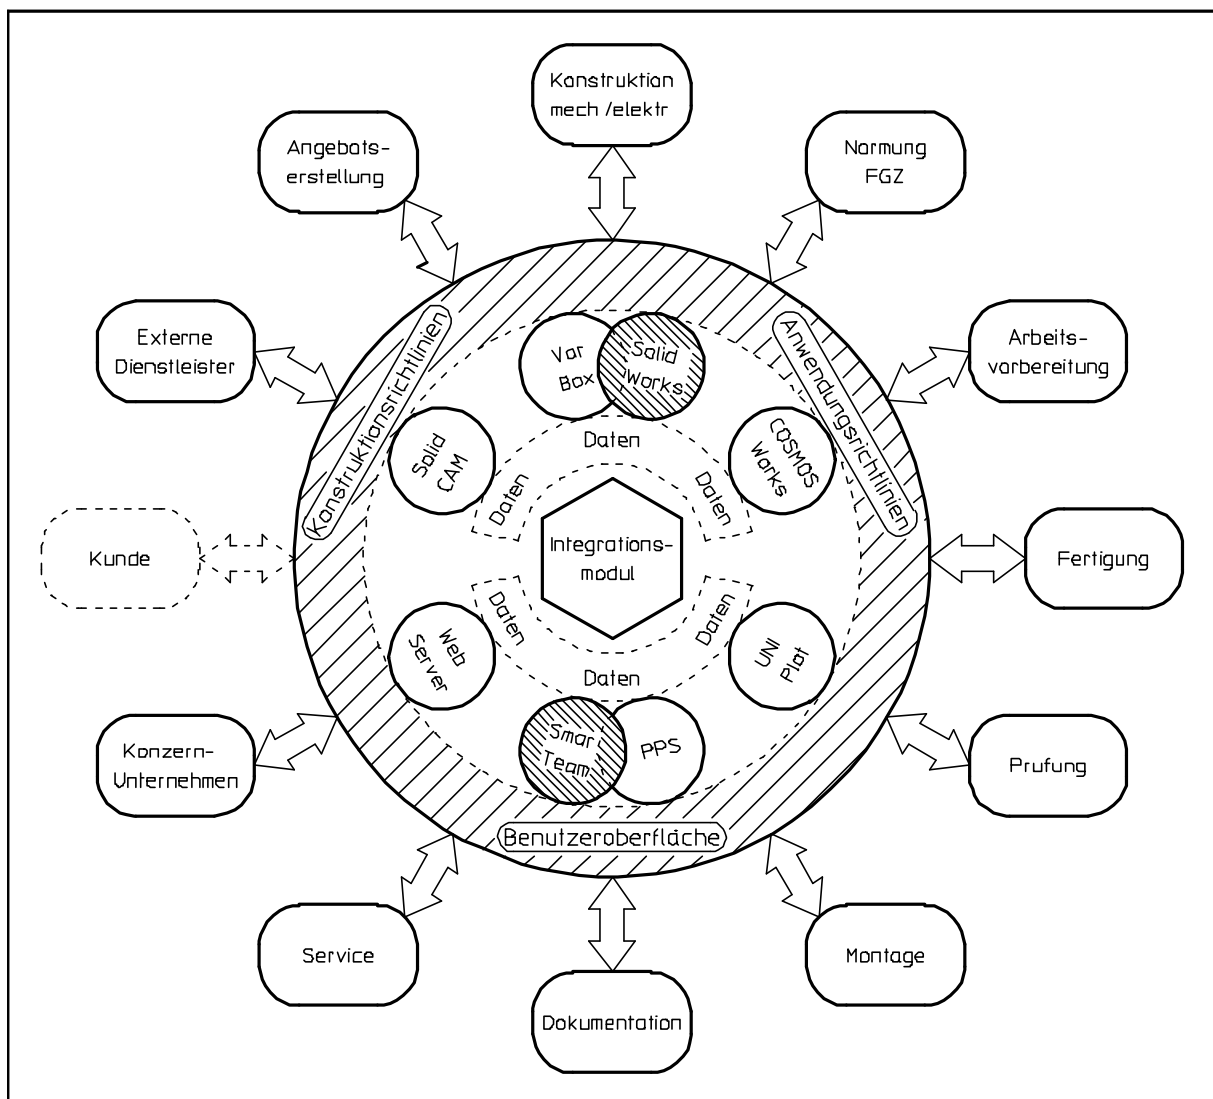 Konstruktion
mech /elektr
Angebots-
erstellung
Normung
FGZ
Externe
Dienstleister
Arbeits-
vorbereitung
Konstruktionsrichtlinien
Anwendungsrichtlinien
Var
Box
Solid
Works
Solid
CAM
COSMOS
Works
Daten
Daten
Daten
Kunde
Integrations-
modul
Fertigung
Daten
Daten
Daten
Web
Server
UNI
Plot
Smar
Team
PPS
Konzern-
Unternehmen
Prufung
Benutzeroberfläche
Service
Montage
Dokumentation